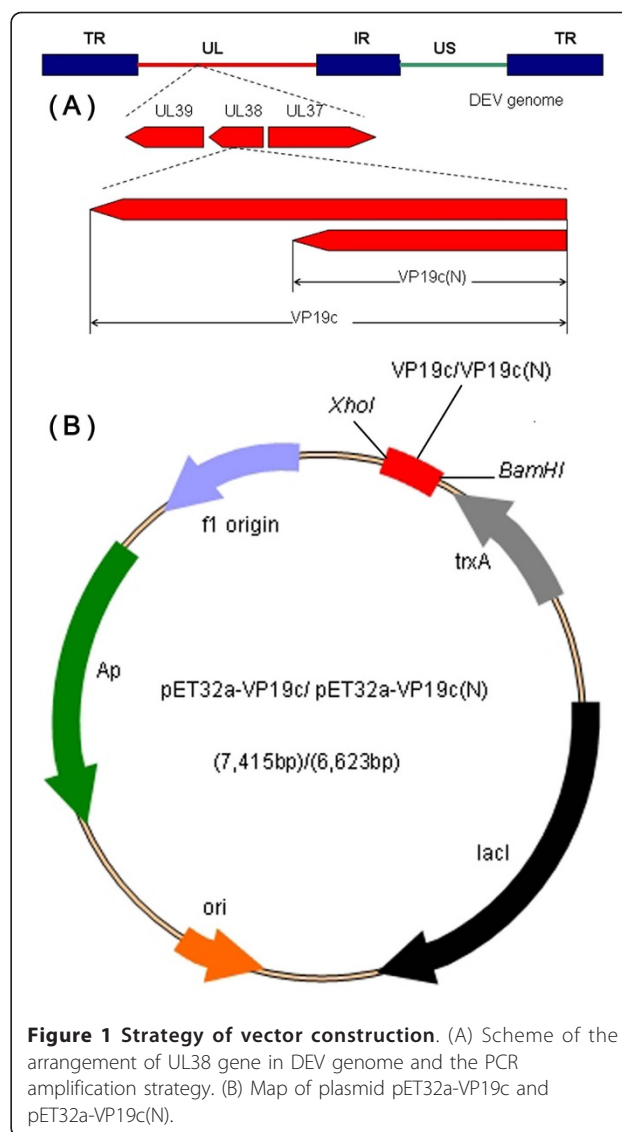 TR UL IR US TR
DEV genome
(A)
UL39 UL38 UL37
VP19c(N)
VP19c
(B)
VP19c/VP19c(N)
XhoI
BamHI
f1 origin
trxA
Ap
pET32a-VP19c/ pET32a-VP19c(N)
(7,415bp)/(6,623bp)
lacI
ori
Figure 1 Strategy of vector construction. (A) Scheme of the
arrangement of UL38 gene in DEV genome and the PCR
amplification strategy. (B) Map of plasmid pET32a-VP19c and
pET32a-VP19c(N).